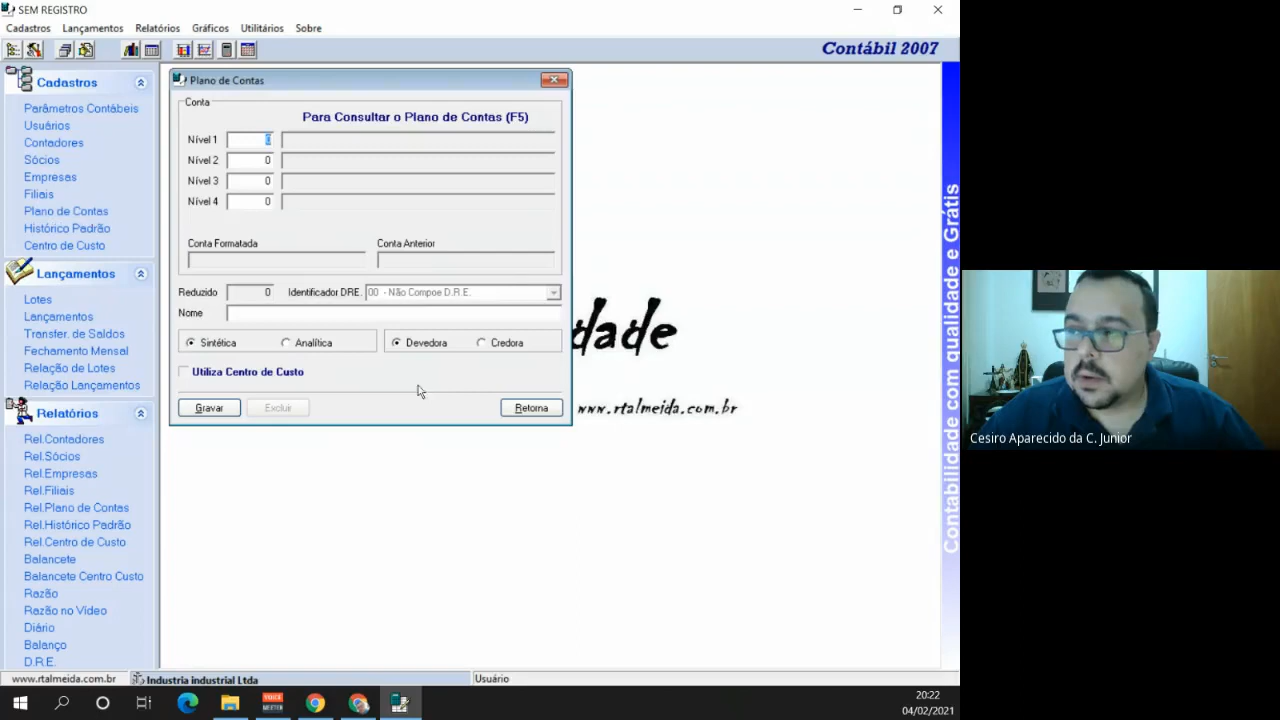 SEM REGISTRO
Cadastros Lançamentos Relatórios Gráficos Utilitários Sobre
Contábil 2007
Cadastros
Parâmetros Contábeis
Usuários
Contadores
Sócios
Empresas
Filiais
Plano de Contas
Histórico Padrão
Centro de Custo
Lançamentos
Lotes
Lançamentos
Transfer. de Saldos
Fechamento Mensal
Relação de Lotes
Relação Lançamentos
Relatórios
Rel.Contadores
Rel.Sócios
Rel.Empresas
Rel.Filiais
Rel.Plano de Contas
Rel.Histórico Padrão
Rel.Centro de Custo
Balancete
Balancete Centro Custo
Razão
Razão no Vídeo
Diário
Balanço
D.R.E.
Plano de Contas
Conta
Para Consultar o Plano de Contas (F5)
Nível 1 0
Nível 2 0
Nível 3 0
Nível 4 0
Conta Formatada Conta Anterior
Reduzido 0 Identificador DRE. 00 - Não Compoe D.R.E.
Nome
Sintética Analítica Devedora Credora
Utiliza Centro de Custo
Gravar Excluir Retorna
dade
www.rtalmeida.com.br
Contabilidade com qualidade e Grátis
Cesiro Aparecido da C. Junior
www.rtalmeida.com.br Industria industrial Ltda Usuário
VOICE MEETER
20:22
04/02/2021